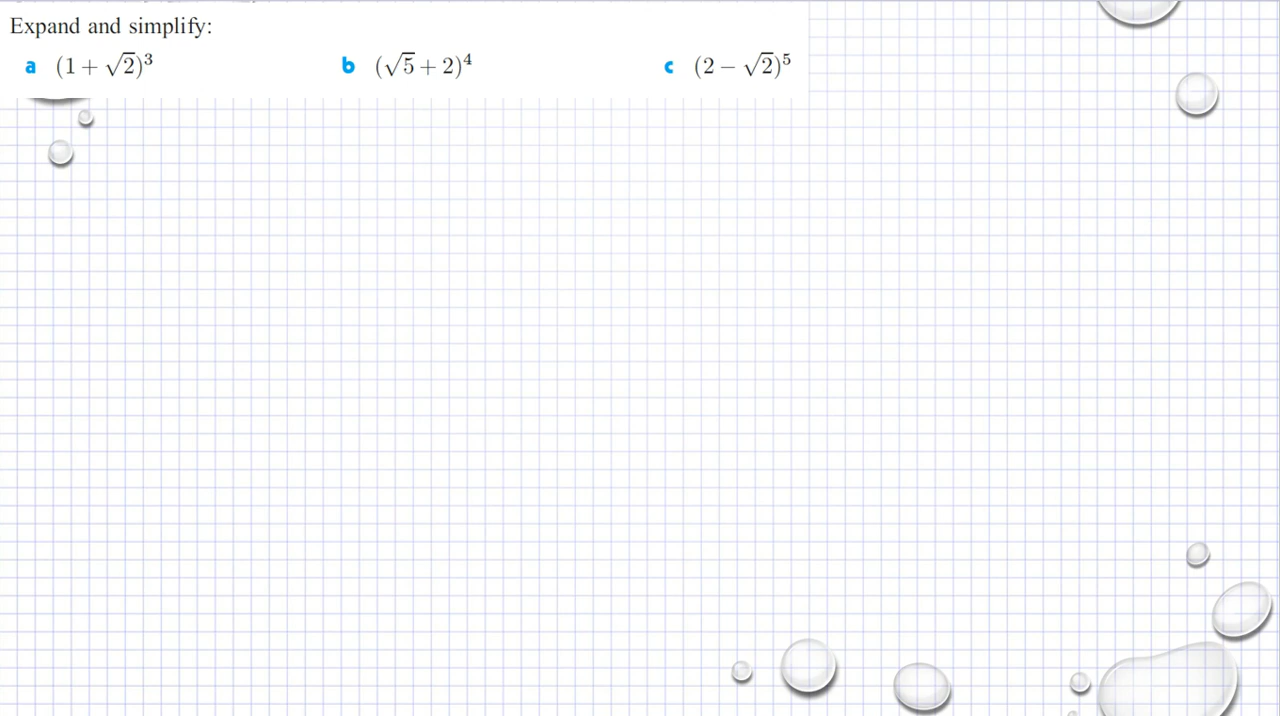 Expand and simplify:
a (1 + √2)³ b (√5 + 2)⁴ c (2 − √2)⁵